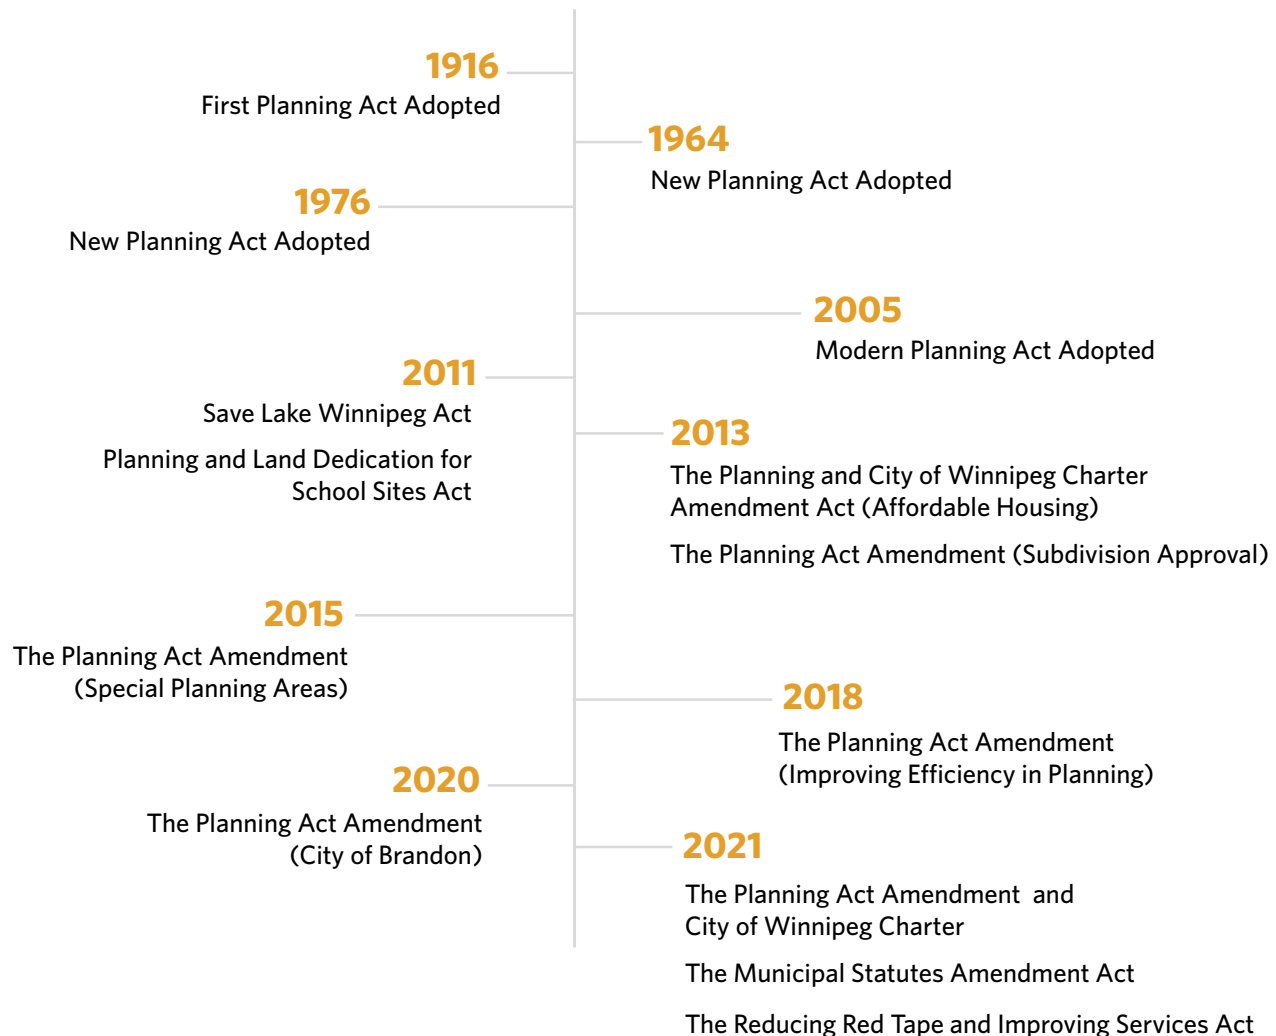 1916
First Planning Act Adopted
1964
New Planning Act Adopted
1976
New Planning Act Adopted
2005
Modern Planning Act Adopted
2011
Save Lake Winnipeg Act
Planning and Land Dedication for
School Sites Act
2013
The Planning and City of Winnipeg Charter
Amendment Act (Affordable Housing)
The Planning Act Amendment (Subdivision Approval)
2015
The Planning Act Amendment
(Special Planning Areas)
2018
The Planning Act Amendment
(Improving Efficiency in Planning)
2020
The Planning Act Amendment
(City of Brandon)
2021
The Planning Act Amendment and
City of Winnipeg Charter
The Municipal Statutes Amendment Act
The Reducing Red Tape and Improving Services Act